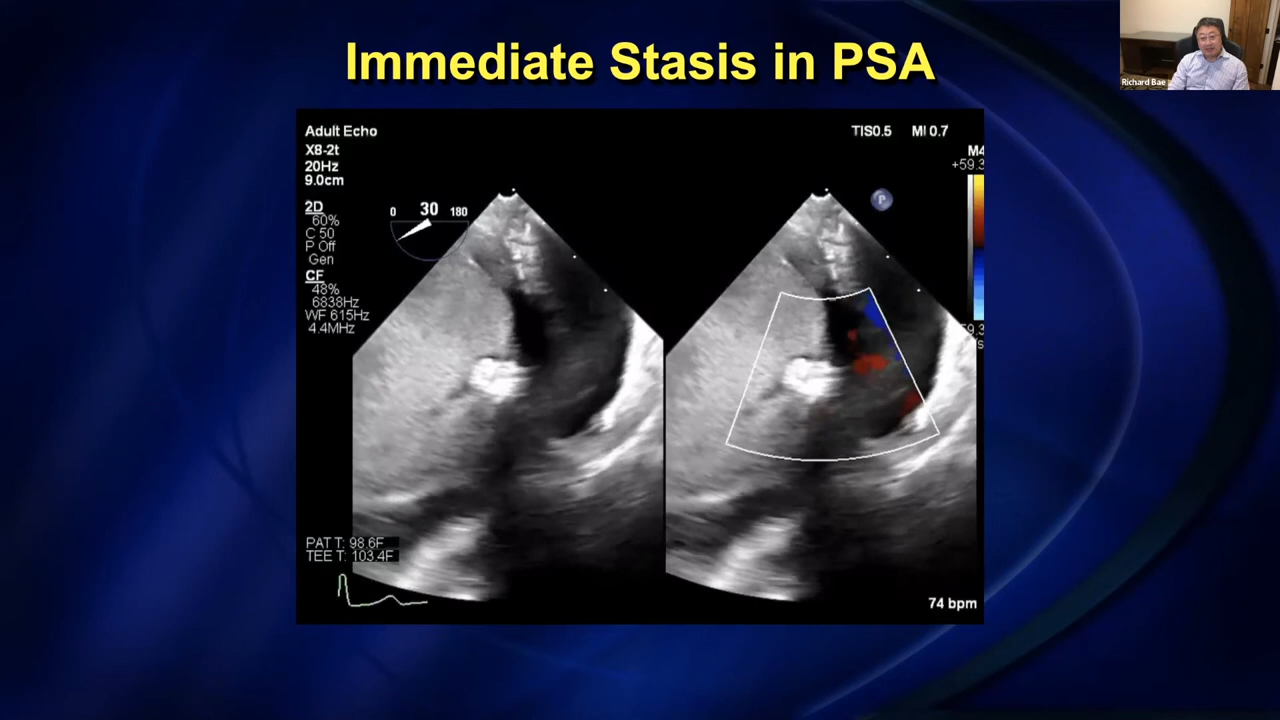 Immediate Stasis in PSA
Richard Bae
Adult Echo
TIS0.5 MI 0.7
X8-2t
20Hz
9.0cm
M4
+59.3
2D
60%
C 50
P Off
Gen
CF
48%
6838Hz
WF 615Hz
4.4MHz
0 30 180
P
59.3
PAT T: 98.6F
TEE T: 103.4F
74 bpm